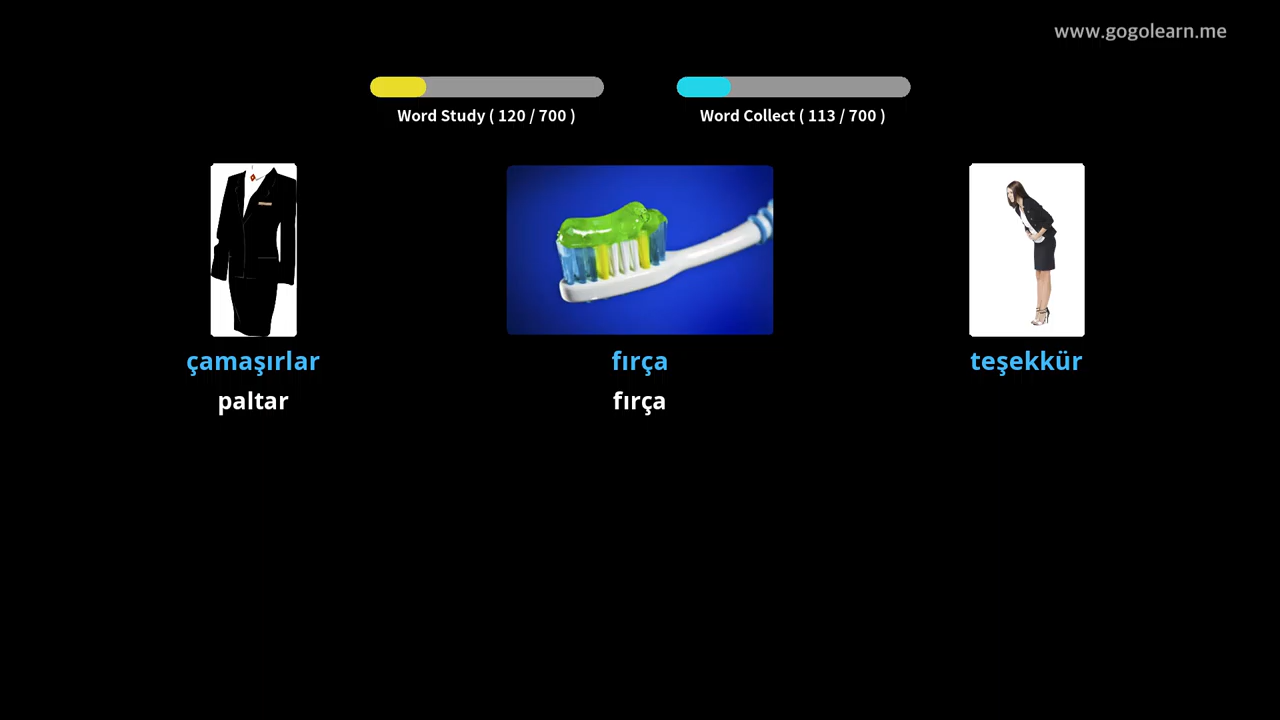 www.gogolearn.me
Word Study ( 120 / 700 )
Word Collect ( 113 / 700 )
çamaşırlar
fırça
teşekkür
paltar
fırça